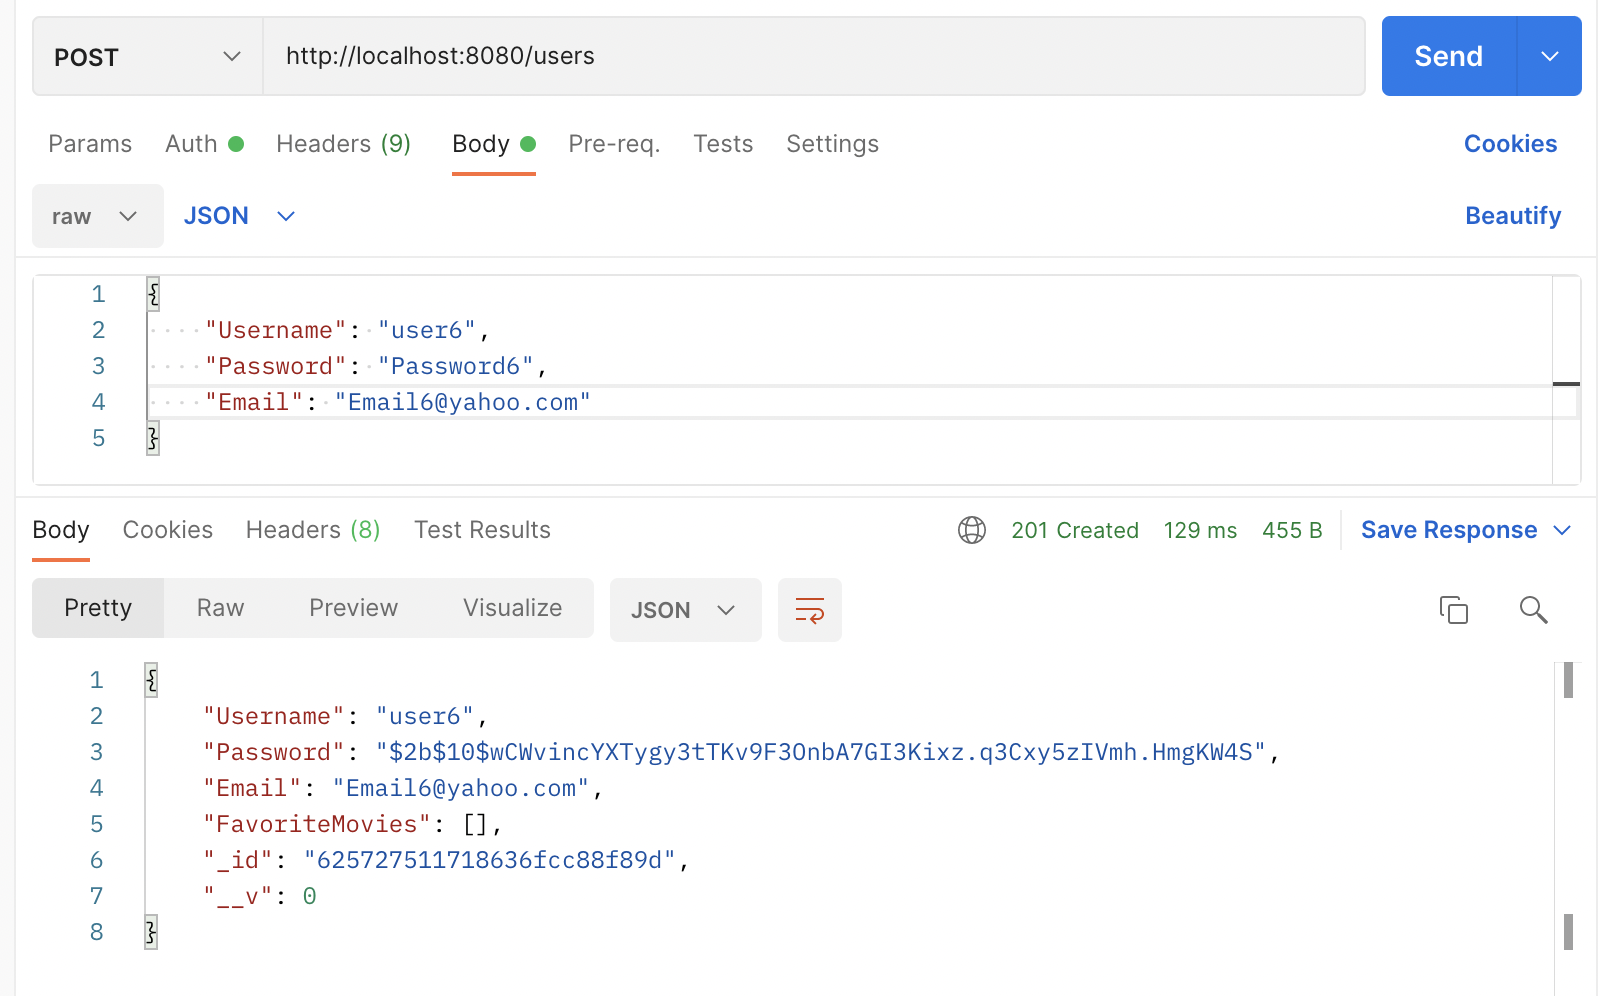 POST http://localhost:8080/users Send
Params Auth Headers (9) Body Pre-req. Tests Settings Cookies
raw JSON Beautify
1 {
2 "Username": "user6",
3 "Password": "Password6",
4 "Email": "Email6@yahoo.com"
5 }
Body Cookies Headers (8) Test Results 201 Created 129 ms 455 B Save Response
Pretty Raw Preview Visualize JSON
1 {
2 "Username": "user6",
3 "Password": "$2b$10$wCWvincYXTygy3tTKv9F3OnbA7GI3Kixz.q3Cxy5zIVmh.HmgKW4S",
4 "Email": "Email6@yahoo.com",
5 "FavoriteMovies": [],
6 "_id": "625727511718636fcc88f89d",
7 "__v": 0
8 }